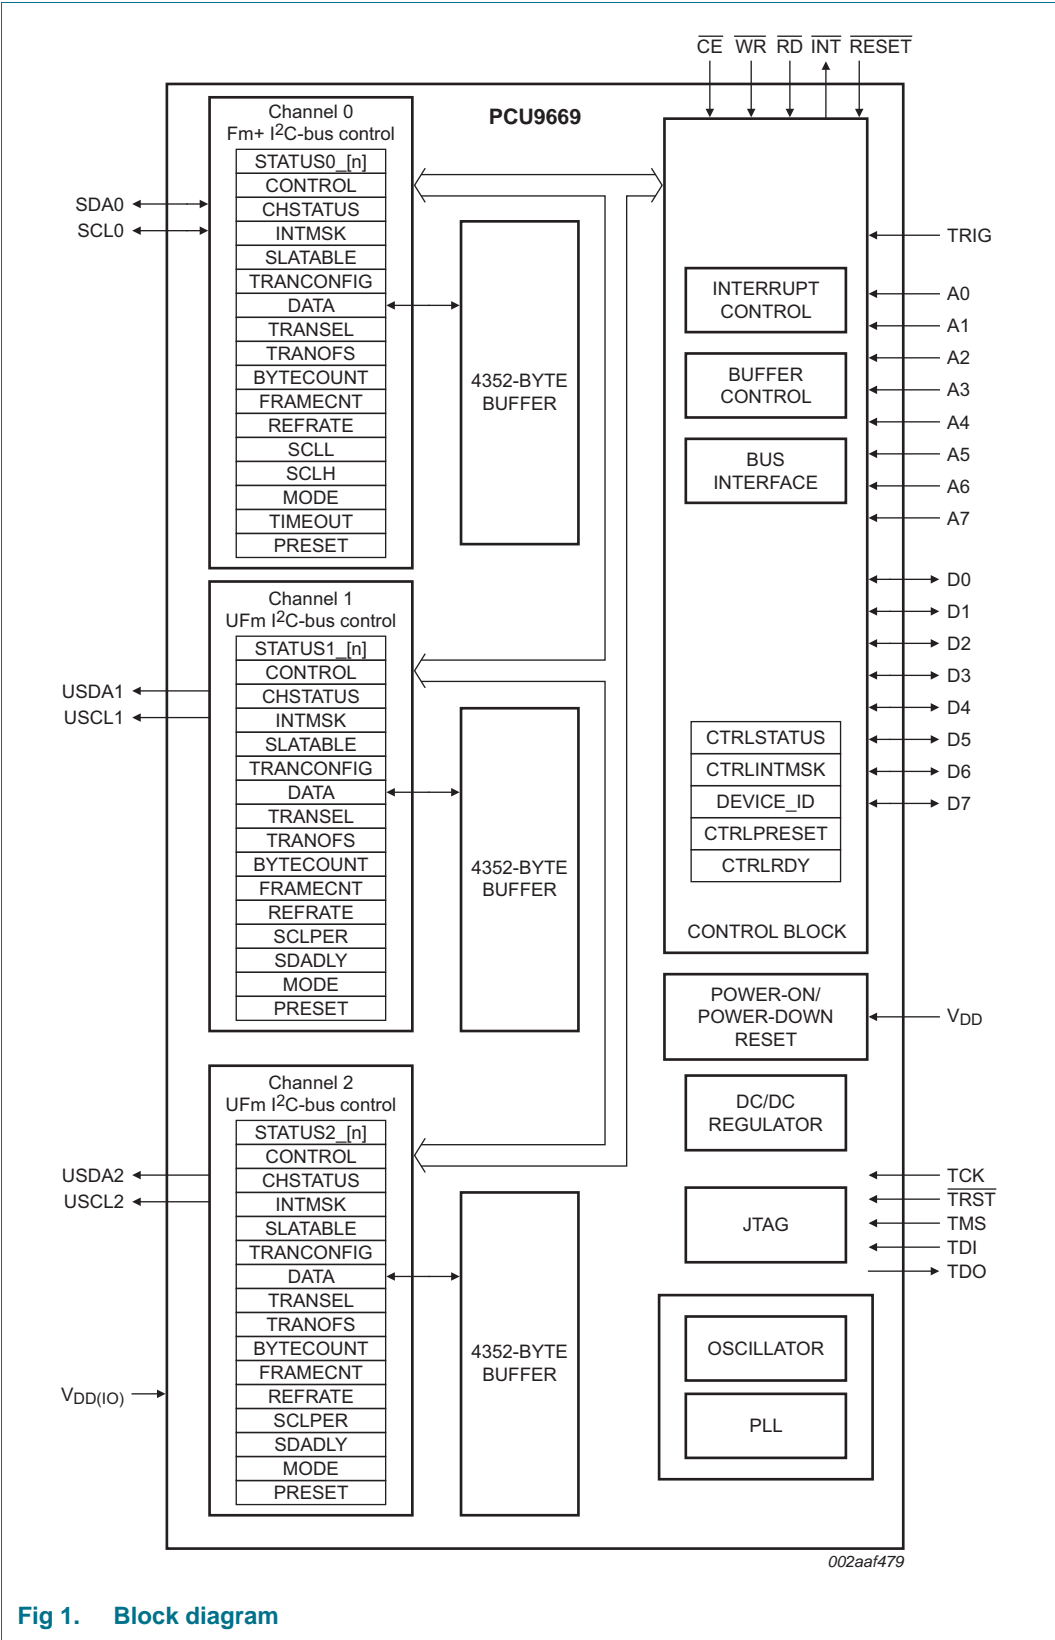 CE WR RD INT RESET
PCU9669
Channel 0
Fm+ I2C-bus control
STATUS0_[n]
CONTROL
CHSTATUS
INTMSK
SLATABLE
TRANCONFIG
DATA
TRANSEL
TRANOFS
BYTECOUNT
FRAMECNT
REFRATE
SCLL
SCLH
MODE
TIMEOUT
PRESET
SDA0
SCL0
4352-BYTE
BUFFER
Channel 1
UFm I2C-bus control
STATUS1_[n]
CONTROL
CHSTATUS
INTMSK
SLATABLE
TRANCONFIG
DATA
TRANSEL
TRANOFS
BYTECOUNT
FRAMECNT
REFRATE
SCLPER
SDADLY
MODE
PRESET
USDA1
USCL1
4352-BYTE
BUFFER
Channel 2
UFm I2C-bus control
STATUS2_[n]
CONTROL
CHSTATUS
INTMSK
SLATABLE
TRANCONFIG
DATA
TRANSEL
TRANOFS
BYTECOUNT
FRAMECNT
REFRATE
SCLPER
SDADLY
MODE
PRESET
USDA2
USCL2
VDD(IO)
4352-BYTE
BUFFER
INTERRUPT
CONTROL
BUFFER
CONTROL
BUS
INTERFACE
CTRLSTATUS
CTRLINTMSK
DEVICE_ID
CTRLPRESET
CTRLRDY
CONTROL BLOCK
POWER-ON/
POWER-DOWN
RESET
DC/DC
REGULATOR
JTAG
OSCILLATOR
PLL
TRIG
A0
A1
A2
A3
A4
A5
A6
A7
D0
D1
D2
D3
D4
D5
D6
D7
VDD
TCK
TRST
TMS
TDI
TDO
002aaf479
Fig 1. Block diagram